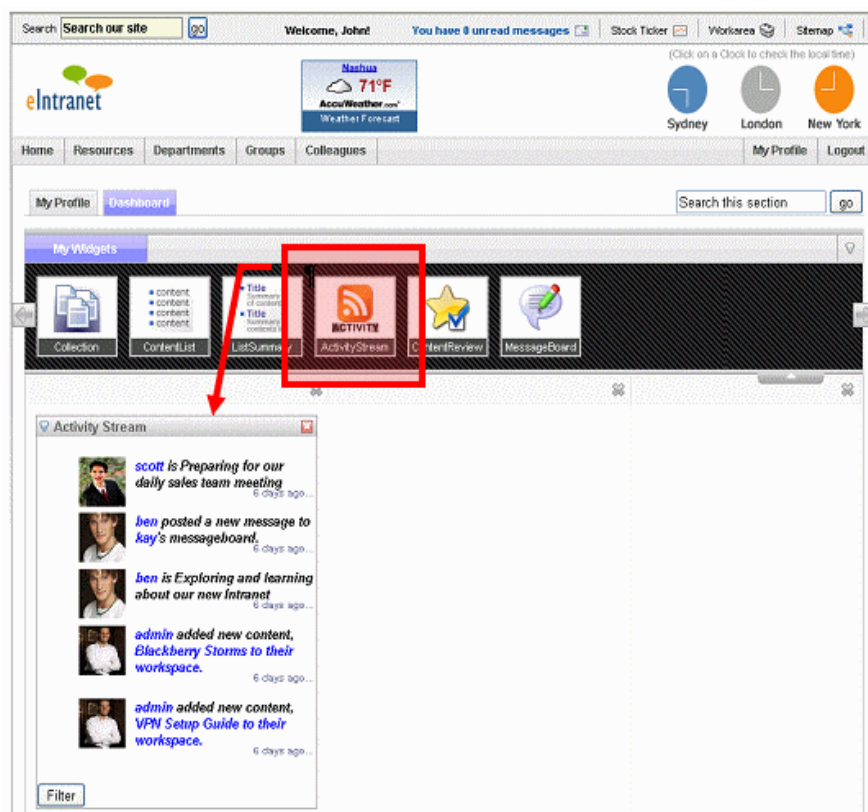 Search Search our site go Welcome, John! You have 0 unread messages Stock Ticker Workarea Sitemap
(Click on a Clock to check the local time)
eIntranet
Nashua
71°F
AccuWeather.com
Weather Forecast
Sydney London New York
Home Resources Departments Groups Colleagues My Profile Logout
My Profile Dashboard Search this section go
My Widgets
Collection
content
content
content
content
ContentList
Title
Summary
of content
Title
Summary
ListSummary
ACTIVITY
ActivityStream
ContentReview
MessageBoard
Activity Stream
scott is Preparing for our
daily sales team meeting
6 days ago...
ben posted a new message to
kay's messageboard.
6 days ago...
ben is Exploring and learning
about our new Intranet
6 days ago...
admin added new content,
Blackberry Storms to their
workspace.
6 days ago...
admin added new content,
VPN Setup Guide to their
workspace.
6 days ago...
Filter